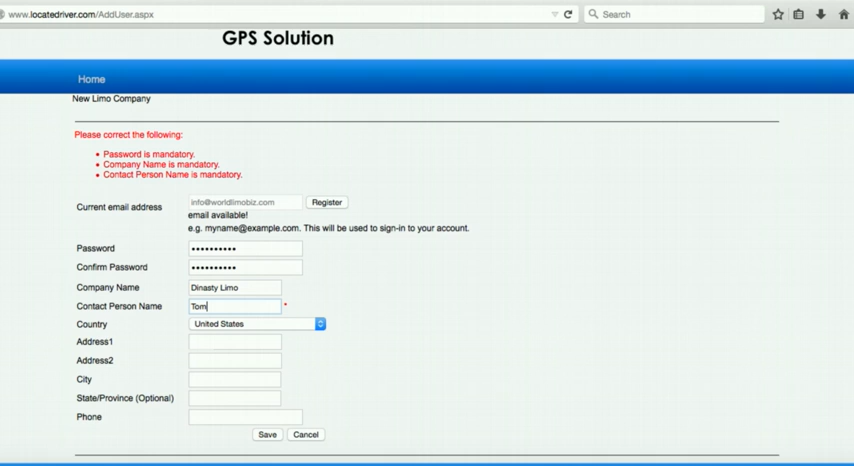 www.locatedriver.com/AddUser.aspx
Search
GPS Solution
Home
New Limo Company
Please correct the following:
• Password is mandatory.
• Company Name is mandatory.
• Contact Person Name is mandatory.
Current email address info@worldlimobiz.com Register
email available!
e.g. myname@example.com. This will be used to sign-in to your account.
Password ••••••••••
Confirm Password ••••••••••
Company Name Dinasty Limo
Contact Person Name Tom *
Country United States
Address1
Address2
City
State/Province (Optional)
Phone
Save Cancel